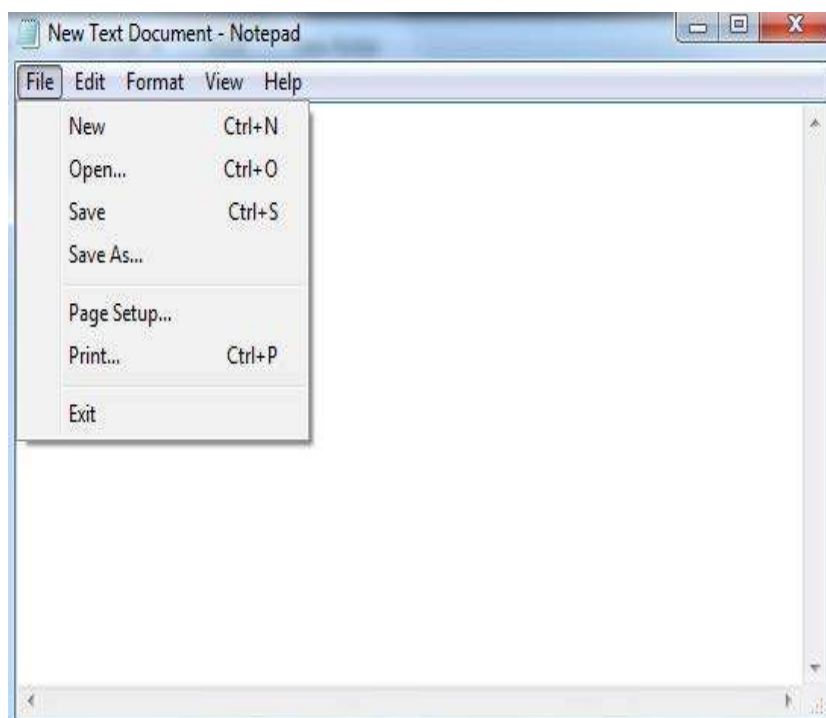 New Text Document - Notepad
File Edit Format View Help
New Ctrl+N
Open... Ctrl+O
Save Ctrl+S
Save As...
Page Setup...
Print... Ctrl+P
Exit